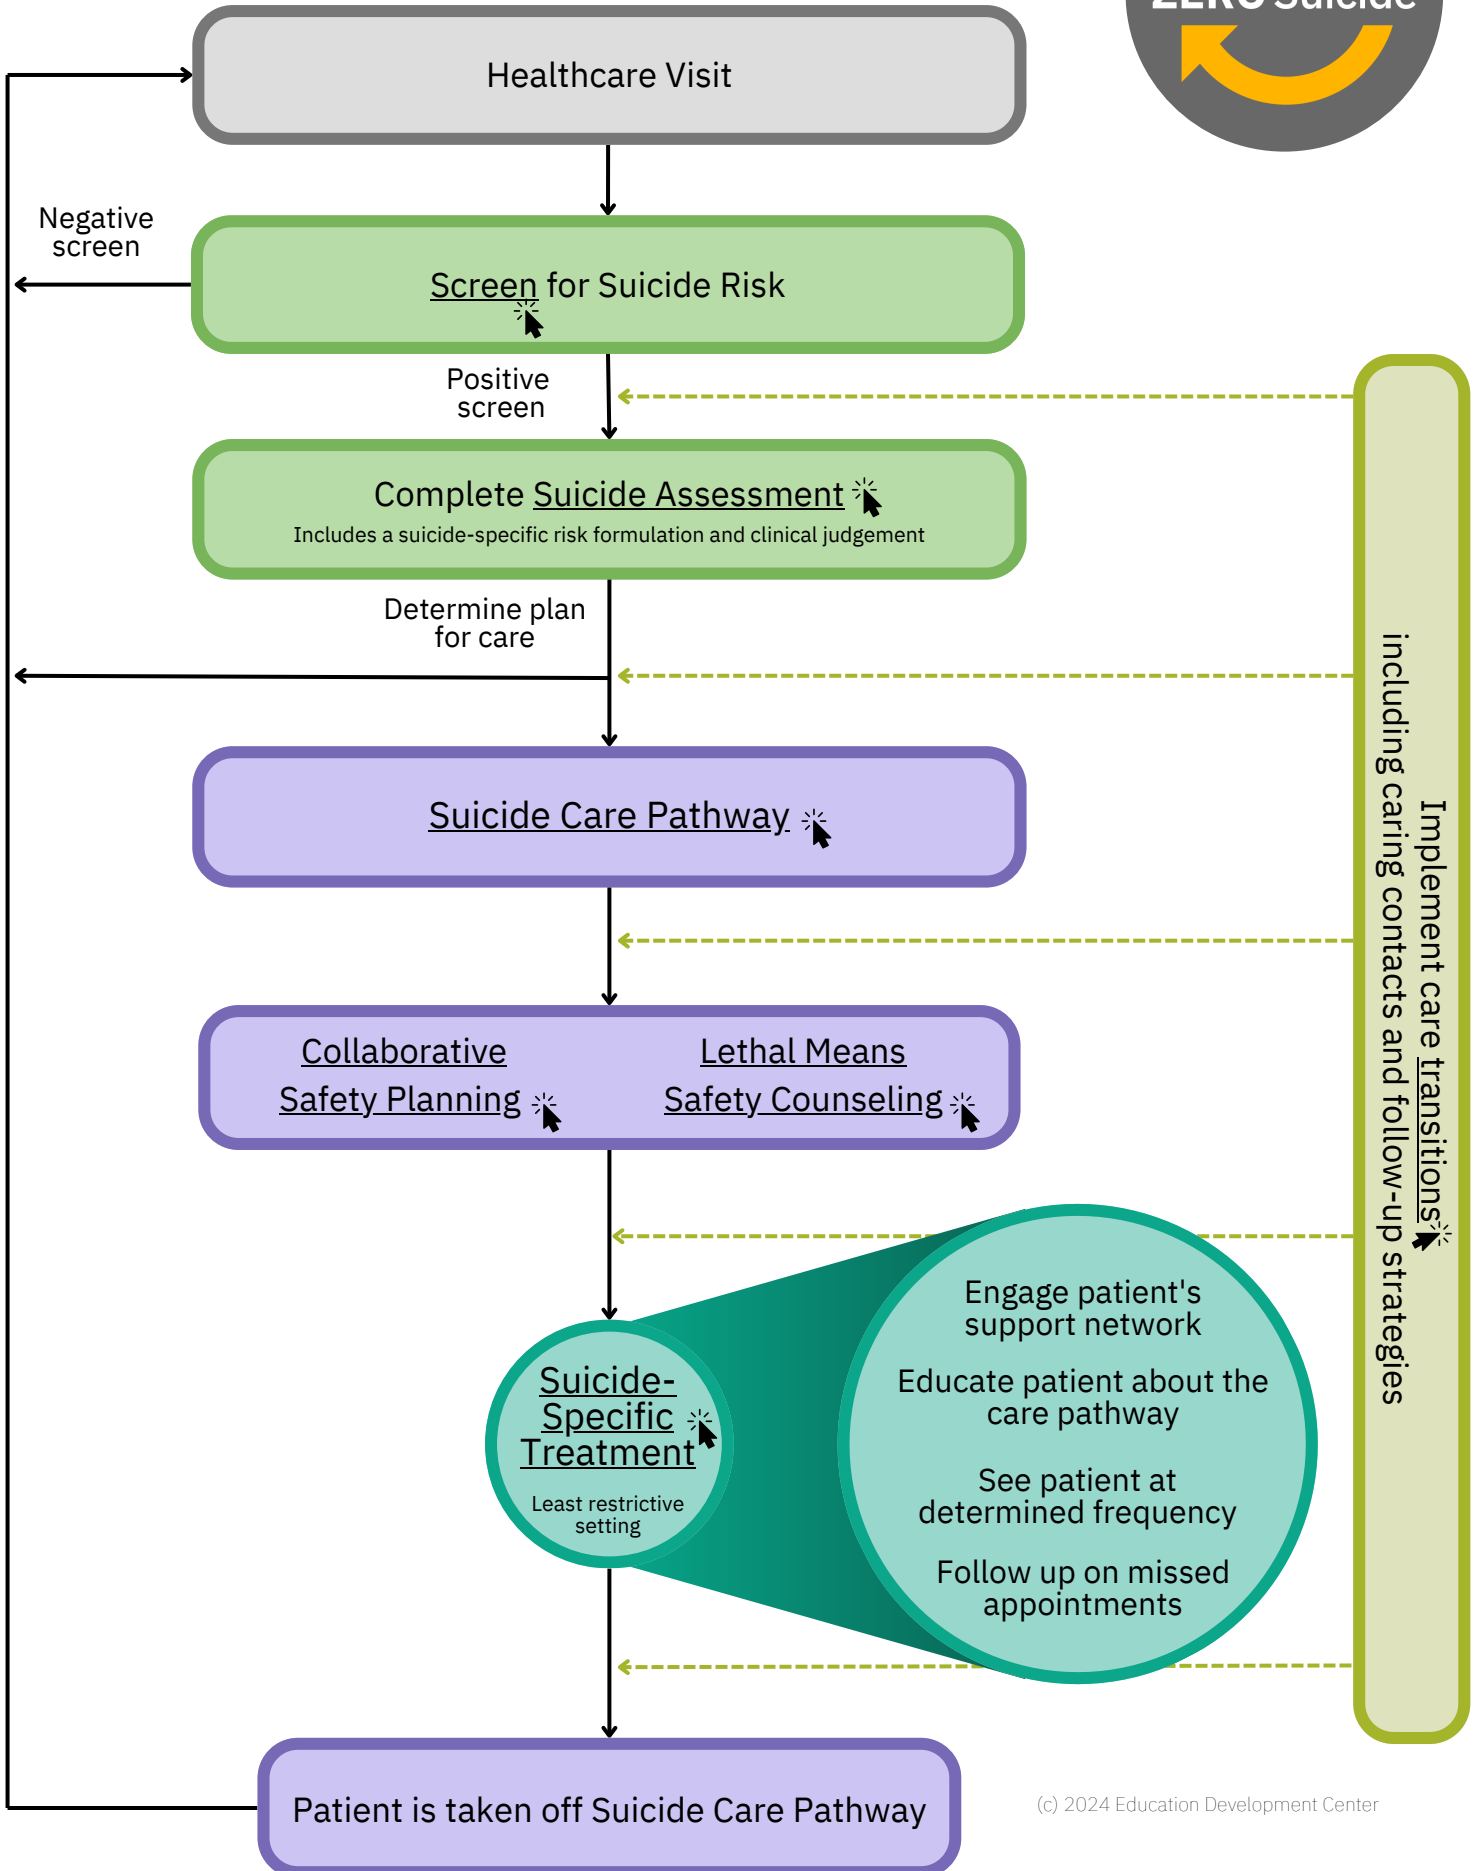 ZERO Suicide
Healthcare Visit
Negative
screen
Screen for Suicide Risk
Positive
screen
Complete Suicide Assessment
Includes a suicide-specific risk formulation and clinical judgement
Determine plan
for care
Suicide Care Pathway
Collaborative
Safety Planning
Lethal Means
Safety Counseling
Implement care transitions
including caring contacts and follow-up strategies
Suicide-
Specific
Treatment
Least restrictive
setting
Engage patient's
support network
Educate patient about the
care pathway
See patient at
determined frequency
Follow up on missed
appointments
Patient is taken off Suicide Care Pathway
(c) 2024 Education Development Center